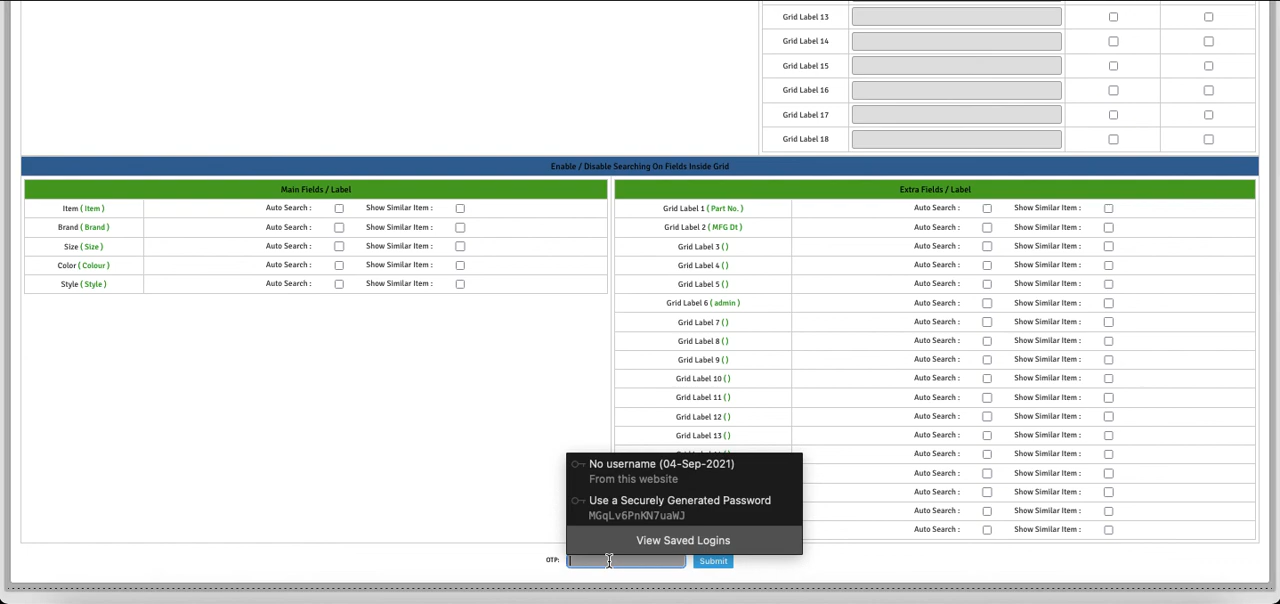 Grid Label 13
Grid Label 14
Grid Label 15
Grid Label 16
Grid Label 17
Grid Label 18
Enable / Disable Searching On Fields Inside Grid
Main Fields / Label
Item ( Item ) Auto Search : Show Similar Item :
Brand ( Brand ) Auto Search : Show Similar Item :
Size ( Size ) Auto Search : Show Similar Item :
Color ( Colour ) Auto Search : Show Similar Item :
Style ( Style ) Auto Search : Show Similar Item :
Extra Fields / Label
Grid Label 1 ( Part No. ) Auto Search : Show Similar Item :
Grid Label 2 ( MFG Dt ) Auto Search : Show Similar Item :
Grid Label 3 ( ) Auto Search : Show Similar Item :
Grid Label 4 ( ) Auto Search : Show Similar Item :
Grid Label 5 ( ) Auto Search : Show Similar Item :
Grid Label 6 ( admin ) Auto Search : Show Similar Item :
Grid Label 7 ( ) Auto Search : Show Similar Item :
Grid Label 8 ( ) Auto Search : Show Similar Item :
Grid Label 9 ( ) Auto Search : Show Similar Item :
Grid Label 10 ( ) Auto Search : Show Similar Item :
Grid Label 11 ( ) Auto Search : Show Similar Item :
Grid Label 12 ( ) Auto Search : Show Similar Item :
Grid Label 13 ( ) Auto Search : Show Similar Item :
Auto Search : Show Similar Item :
Auto Search : Show Similar Item :
Auto Search : Show Similar Item :
Auto Search : Show Similar Item :
Auto Search : Show Similar Item :
No username (04-Sep-2021)
From this website
Use a Securely Generated Password
MGqLv6PnKN7uaWJ
View Saved Logins
OTP: Submit